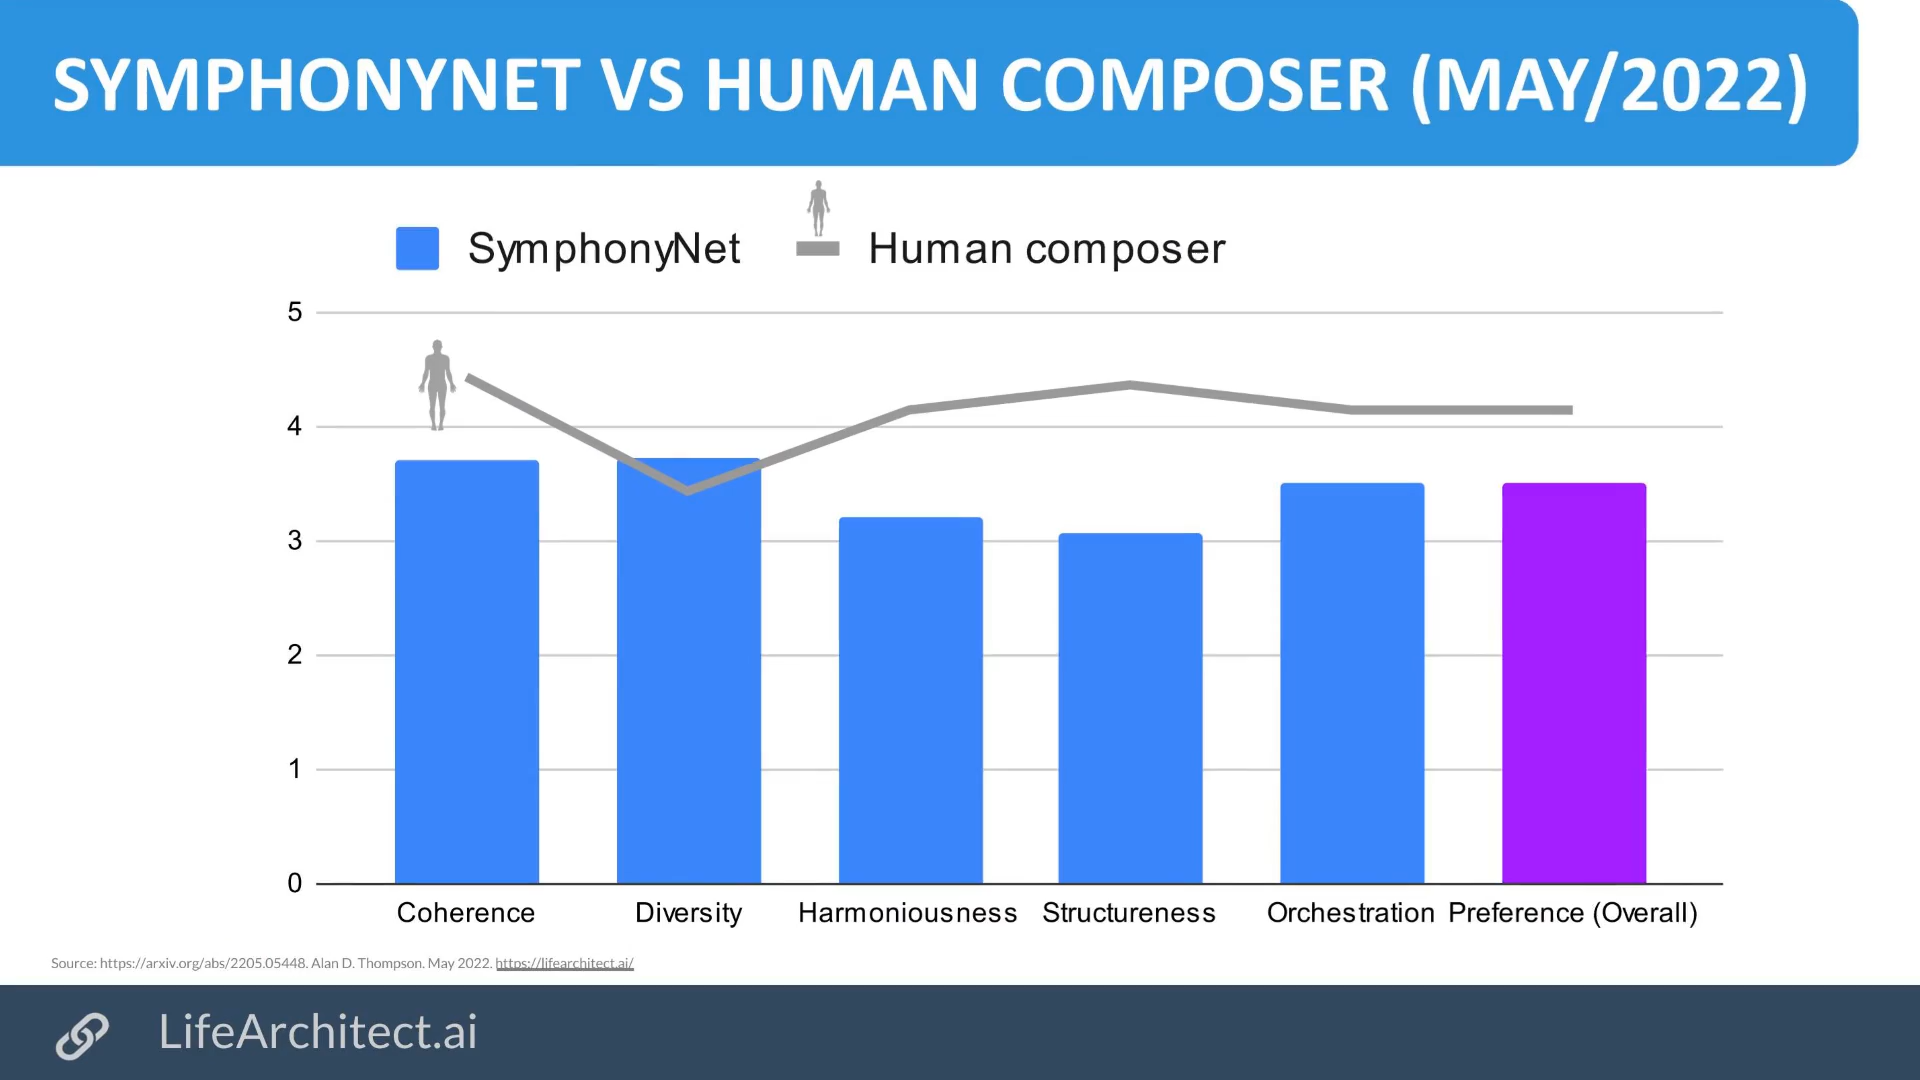 SYMPHONYNET VS HUMAN COMPOSER (MAY/2022)
SymphonyNet
Human composer
5
4
3
2
1
0
Coherence
Diversity
Harmoniousness
Structureness
Orchestration
Preference (Overall)
Source: https://arxiv.org/abs/2205.05448. Alan D. Thompson. May 2022. https://lifearchitect.ai/
LifeArchitect.ai